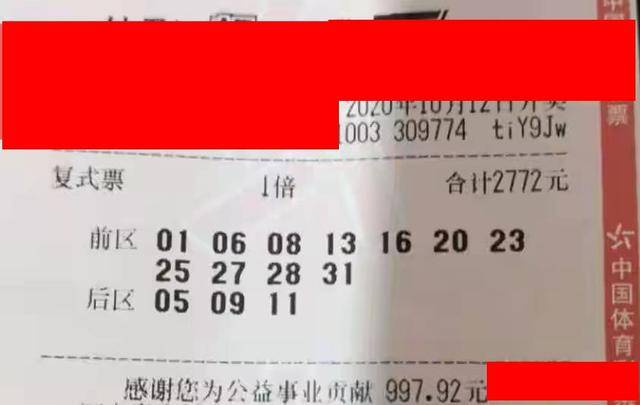 2020年10月12日开奖
1003 309774 tiY9Jw
复式票 1倍 合计2772元
前区 01 06 08 13 16 20 23
25 27 28 31
后区 05 09 11
感谢您为公益事业贡献 997.92元
票
中国体育